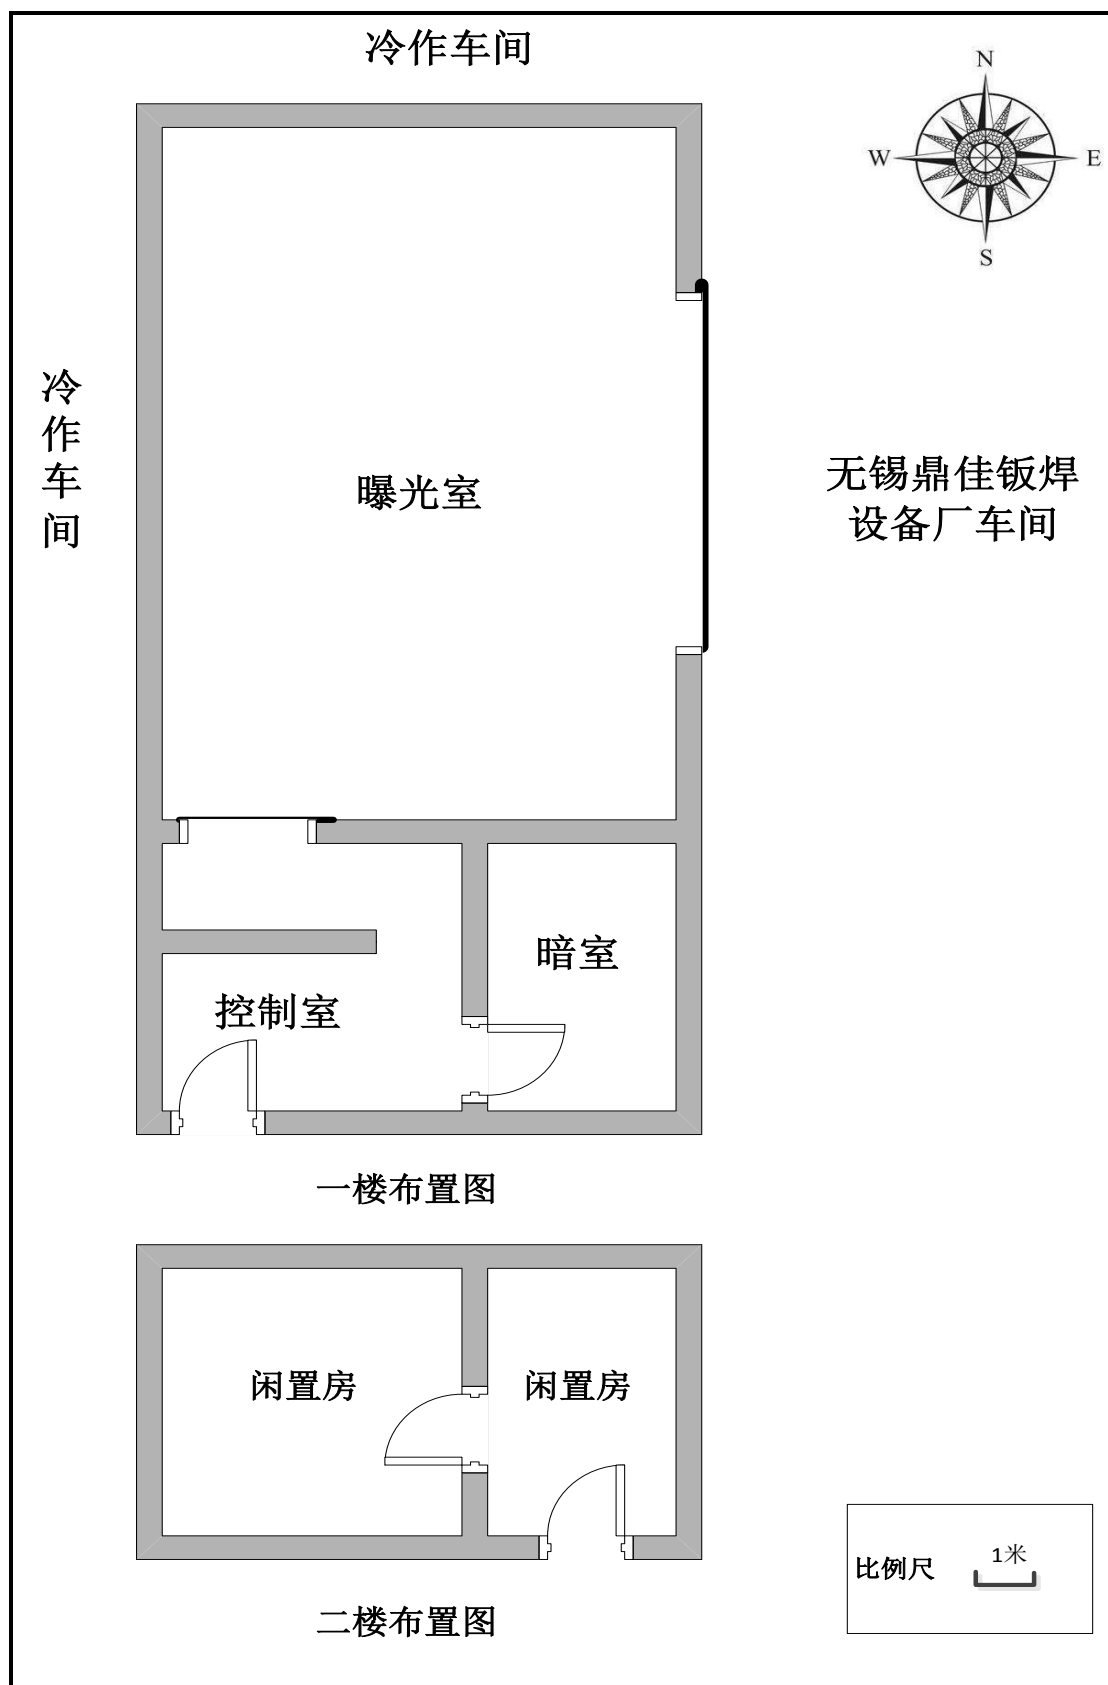 冷作车间
N
W
E
S
冷作车间
无锡鼎佳钣焊
设备厂车间
曝光室
暗室
控制室
一楼布置图
闲置房
闲置房
比例尺
1米
二楼布置图